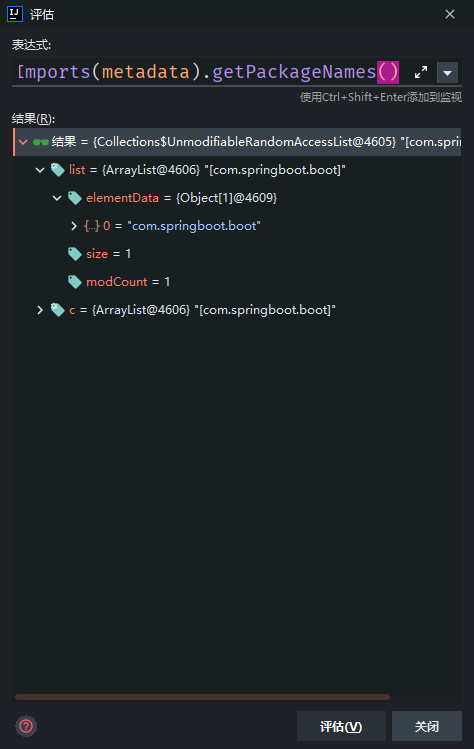 IJ 评估
表达式:
Imports(metadata).getPackageNames()
使用Ctrl+Shift+Enter添加到监视
结果(R):
结果 = {Collections$UnmodifiableRandomAccessList@4605} "[com.sprin
list = {ArrayList@4606} "[com.springboot.boot]"
elementData = {Object[1]@4609}
{..} 0 = "com.springboot.boot"
size = 1
modCount = 1
c = {ArrayList@4606} "[com.springboot.boot]"
? 评估(V) 关闭